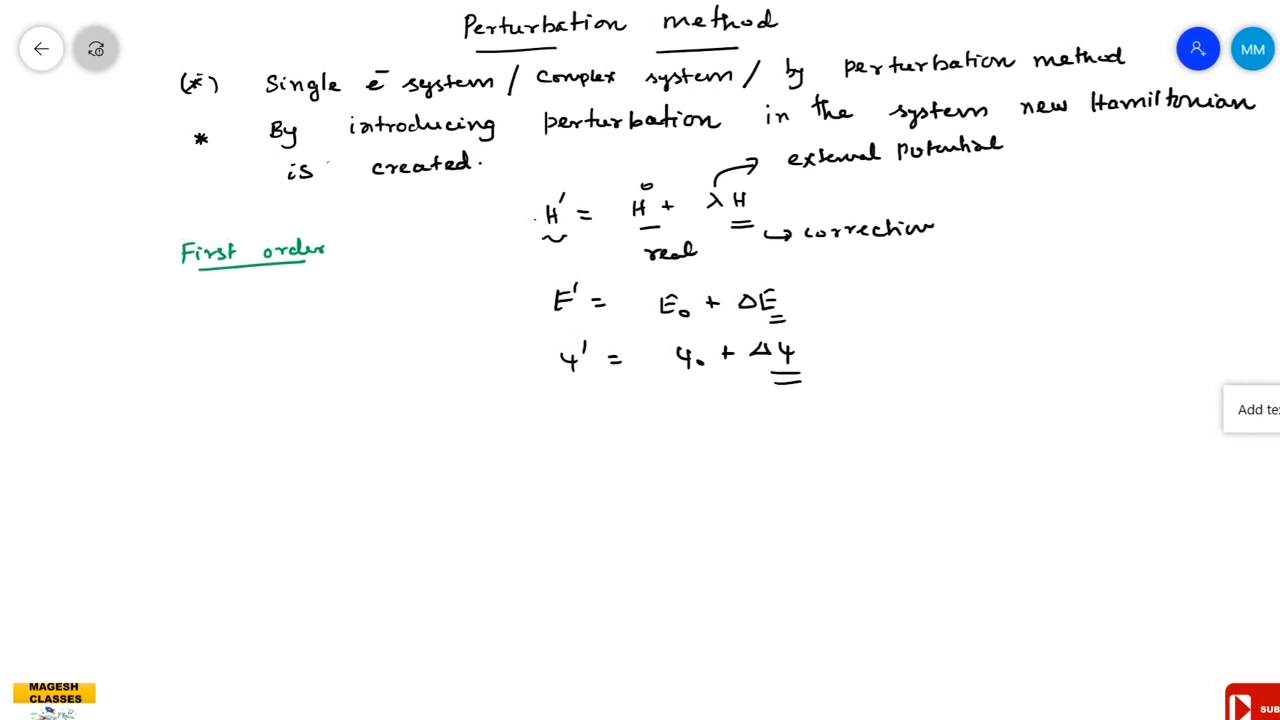 Perturbation method
(*) Single ē system / complex system / by perturbation method
* By introducing perturbation in the system new Hamiltonian
is created.
external potential
H' = H° + λ H
→ correction
real
First order
E' = E₀ + ΔE
ψ' = ψ₀ + Δψ
MM
Add te
MAGESH
CLASSES
SUB